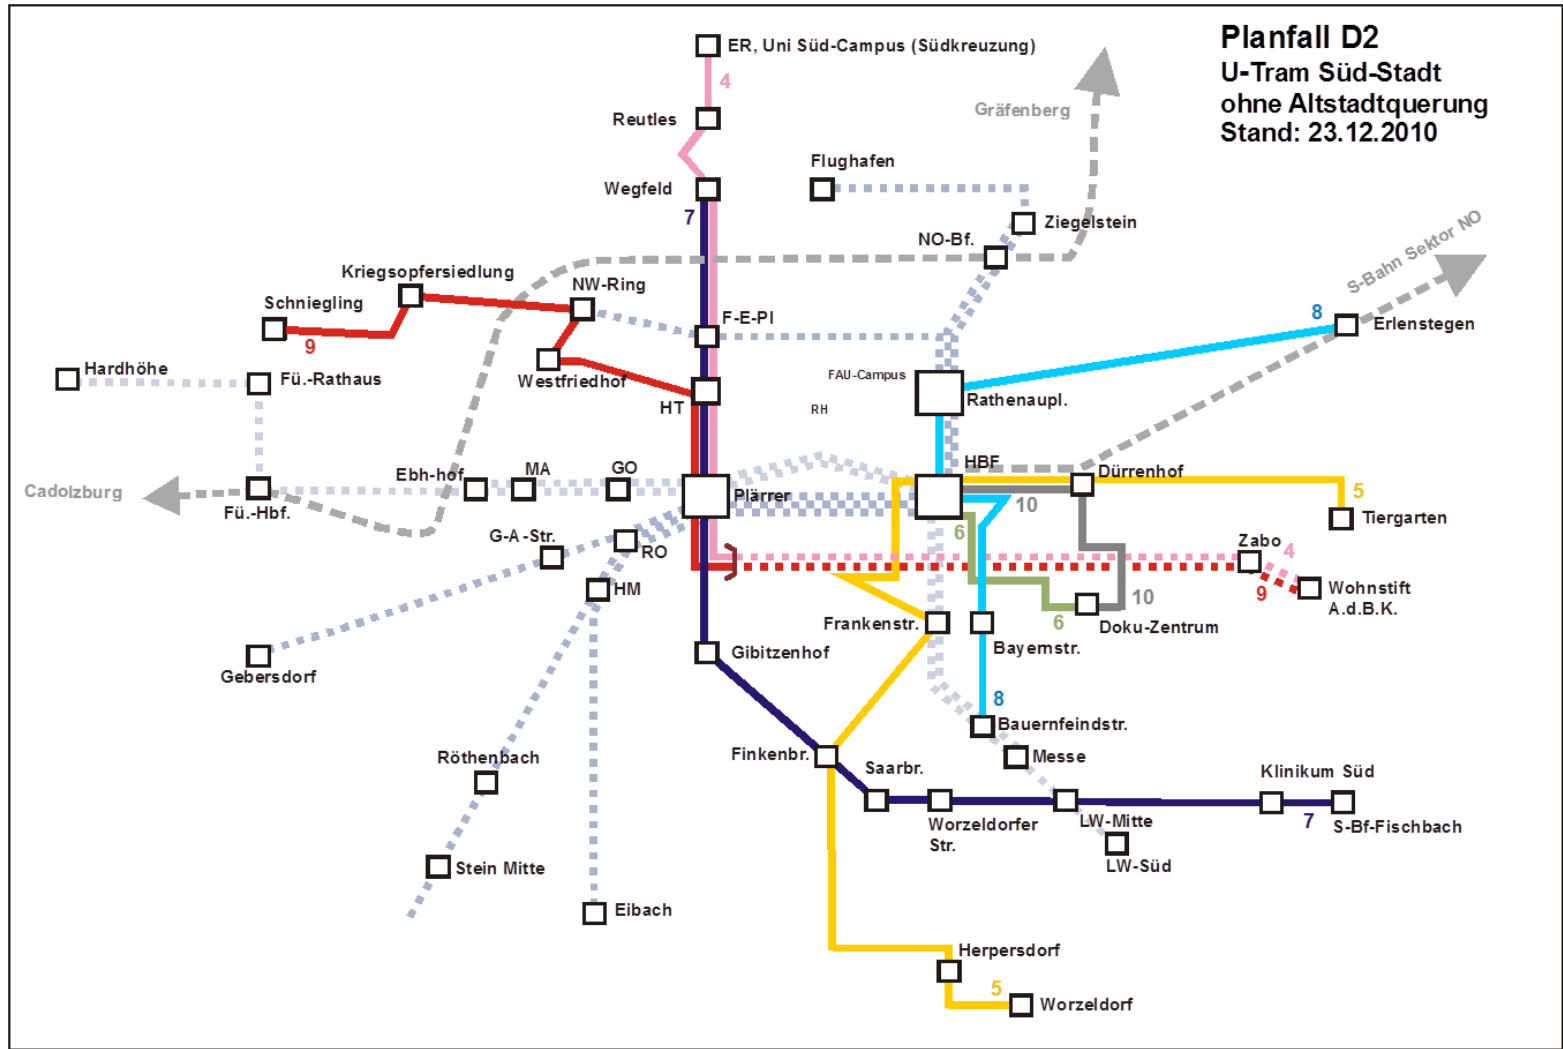 Planfall D2
U-Tram Süd-Stadt
ohne Altstadtquerung
Stand: 23.12.2010
ER, Uni Süd-Campus (Südkreuzung)
4
Reutles
Gräfenberg
Flughafen
Wegfeld
7
Ziegelstein
NO-Bf.
S-Bahn Sektor NO
Kriegsopfersiedlung
NW-Ring
Schniegling
9
F-E-Pl
8
Erlenstegen
Hardhöhe
Fü.-Rathaus
Westfriedhof
FAU-Campus
Rathenaupl.
HT
RH
Ebh-hof
MA
GO
HBF
Dürrenhof
Cadolzburg
Fü.-Hbf.
Plärrer
10
5
Tiergarten
G-A-Str.
RO
6
Zabo
4
HM
9
Wohnstift
A.d.B.K.
10
Frankenstr.
6
Doku-Zentrum
Gibitzenhof
Bayernstr.
Gebersdorf
8
Bauernfeindstr.
Röthenbach
Finkenbr.
Messe
Saarbr.
Klinikum Süd
Worzeldorfer
Str.
LW-Mitte
7
S-Bf-Fischbach
LW-Süd
Stein Mitte
Eibach
Herpersdorf
5
Worzeldorf